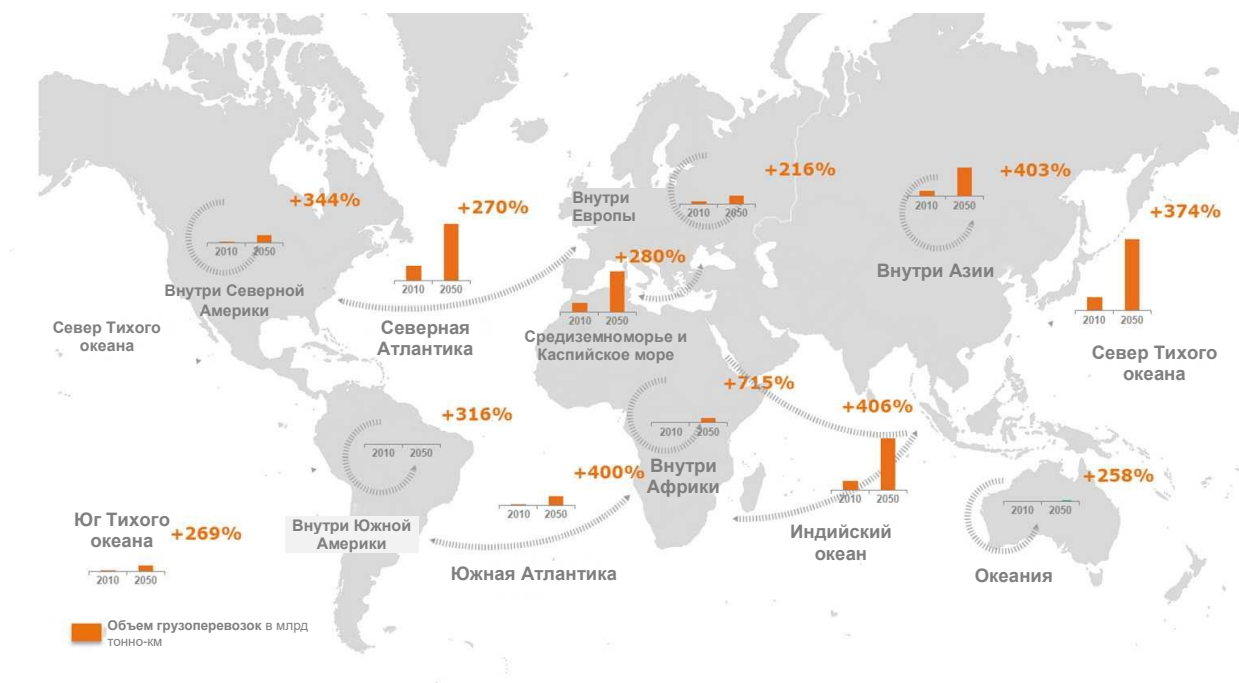 +344%
2010 2050
Внутри Северной
Америки
Север Тихого
океана
+270%
2010 2050
Северная
Атлантика
Внутри
Европы
+216%
2010 2050
+280%
2010 2050
Средиземноморье и
Каспийское море
+403%
2010 2050
Внутри Азии
+374%
2010 2050
Север Тихого
океана
+316%
2010 2050
Внутри Южной
Америки
+715%
2010 2050
Внутри
Африки
+406%
2010 2050
Индийский
океан
+400%
2010 2050
Южная Атлантика
+258%
2010 2050
Океания
Юг Тихого
океана
+269%
2010 2050
Объем грузоперевозок в млрд
тонно-км